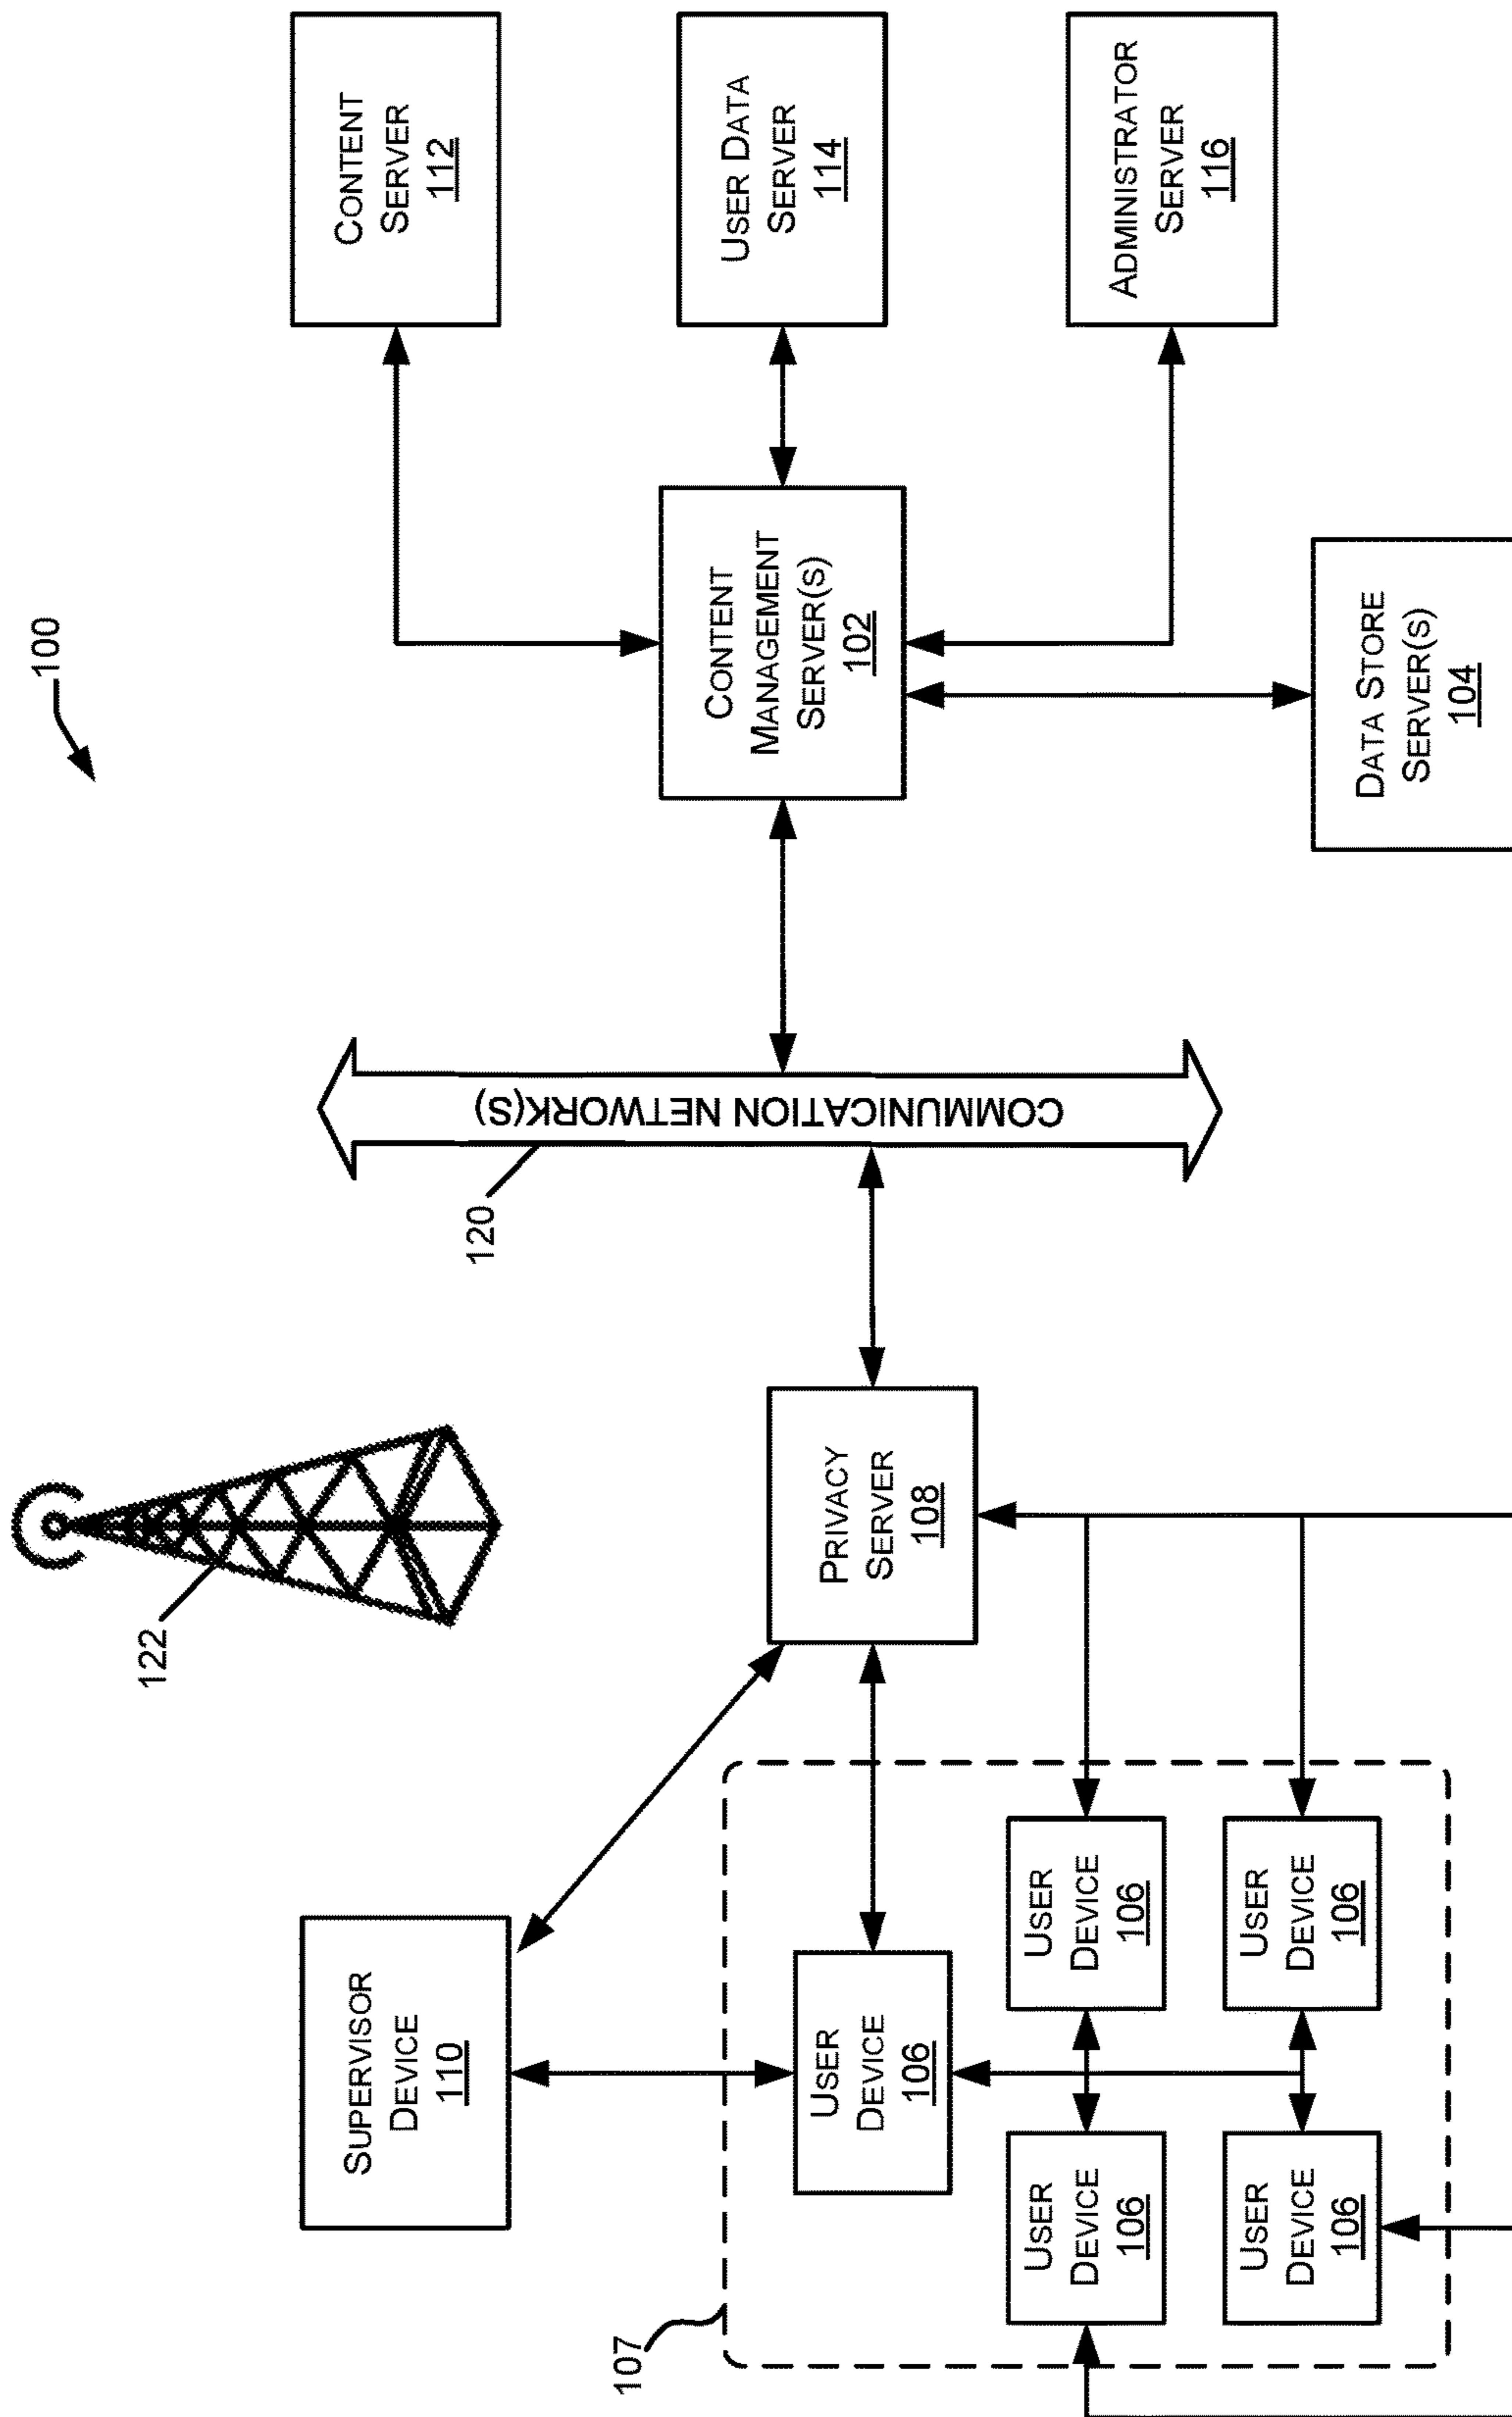 100
122
SUPERVISOR
DEVICE
110
CONTENT
SERVER
112
120
COMMUNICATION NETWORK(S)
107
USER
DEVICE
106
PRIVACY
SERVER
108
CONTENT
MANAGEMENT
SERVER(S)
102
USER DATA
SERVER
114
USER
DEVICE
106
USER
DEVICE
106
ADMINISTRATOR
SERVER
116
USER
DEVICE
106
USER
DEVICE
106
DATA STORE
SERVER(S)
104